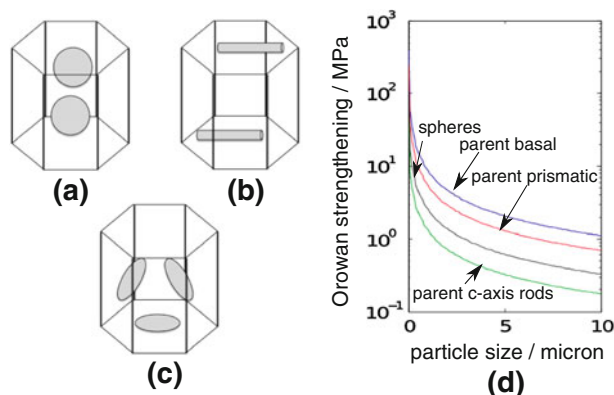 (a)
(b)
(c)
Orowan strengthening / MPa
10³
10²
10¹
10⁰
10⁻¹
spheres
parent basal
parent prismatic
parent c-axis rods
0
5
10
particle size / micron
(d)